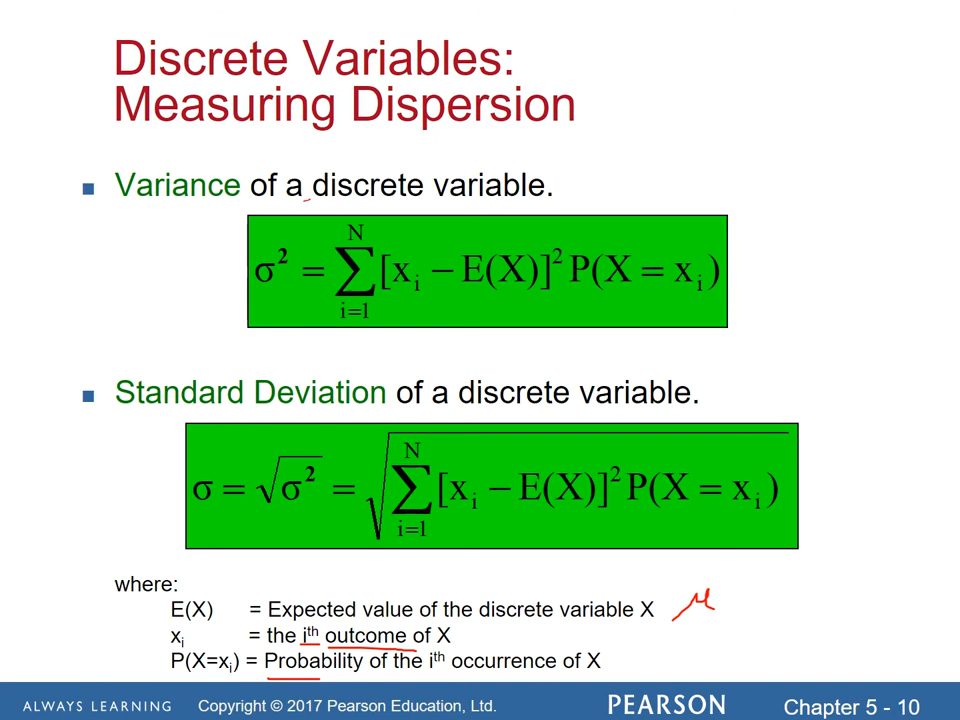 Discrete Variables:
Measuring Dispersion
■ Variance of a discrete variable.
σ² = ∑ᵢ₌₁ᴺ [xᵢ − E(X)]² P(X = xᵢ)
■ Standard Deviation of a discrete variable.
σ = √σ² = √∑ᵢ₌₁ᴺ [xᵢ − E(X)]² P(X = xᵢ)
where:
E(X) = Expected value of the discrete variable X μ
xᵢ = the iᵗʰ outcome of X
P(X=xᵢ) = Probability of the iᵗʰ occurrence of X
ALWAYS LEARNING Copyright © 2017 Pearson Education, Ltd. PEARSON Chapter 5 - 10